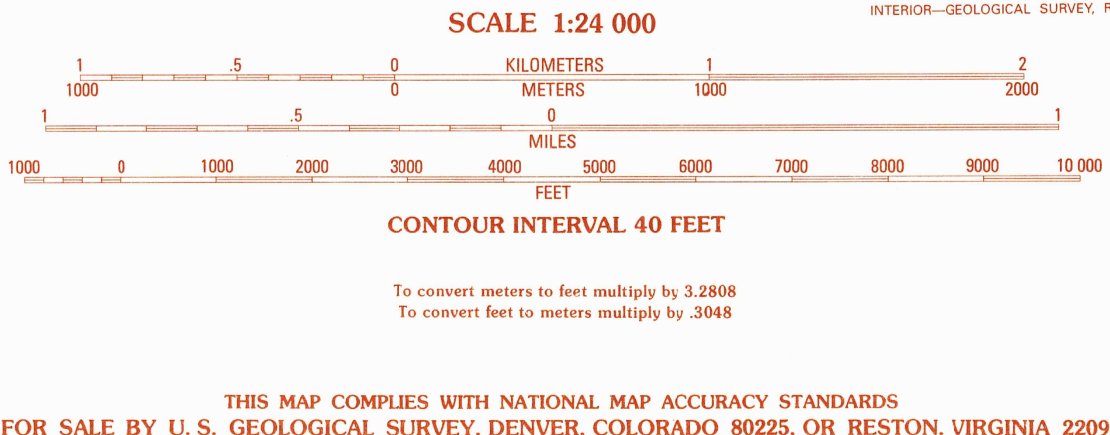 INTERIOR—GEOLOGICAL SURVEY,
SCALE 1:24 000
1 .5 0 KILOMETERS 1 2
1000 0 METERS 1000 2000
1 .5 0 1
MILES
1000 0 1000 2000 3000 4000 5000 6000 7000 8000 9000 10 000
FEET
CONTOUR INTERVAL 40 FEET
To convert meters to feet multiply by 3.2808
To convert feet to meters multiply by .3048
THIS MAP COMPLIES WITH NATIONAL MAP ACCURACY STANDARDS
FOR SALE BY U. S. GEOLOGICAL SURVEY, DENVER, COLORADO 80225, OR RESTON, VIRGINIA 2209